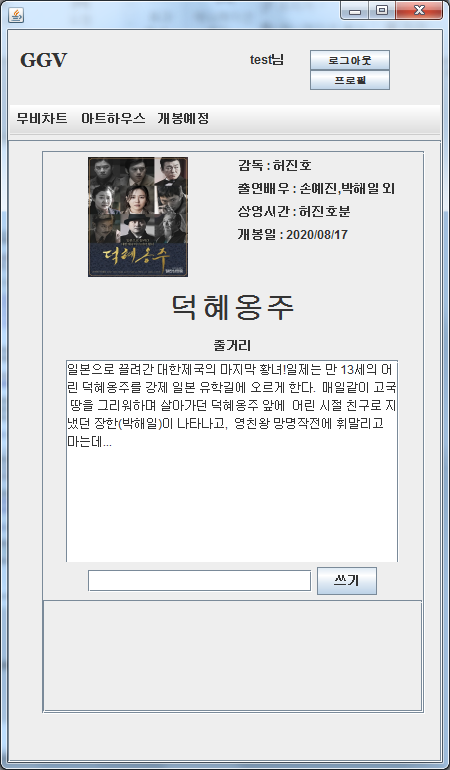 GGV
test님
로그아웃
프로필
무비차트 아트하우스 개봉예정
감독 : 허진호
출연배우 : 손예진,박해일 외
상영시간 : 허진호분
개봉일 : 2020/08/17
덕혜옹주
덕혜옹주
줄거리
일본으로 끌려간 대한제국의 마지막 황녀!일제는 만 13세의 어
린 덕혜옹주를 강제 일본 유학길에 오르게 한다. 매일같이 고국
땅을 그리워하며 살아가던 덕혜옹주 앞에 어린 시절 친구로 지
냈던 장한(박해일)이 나타나고, 영친왕 망명작전에 휘말리고
마는데...
쓰기